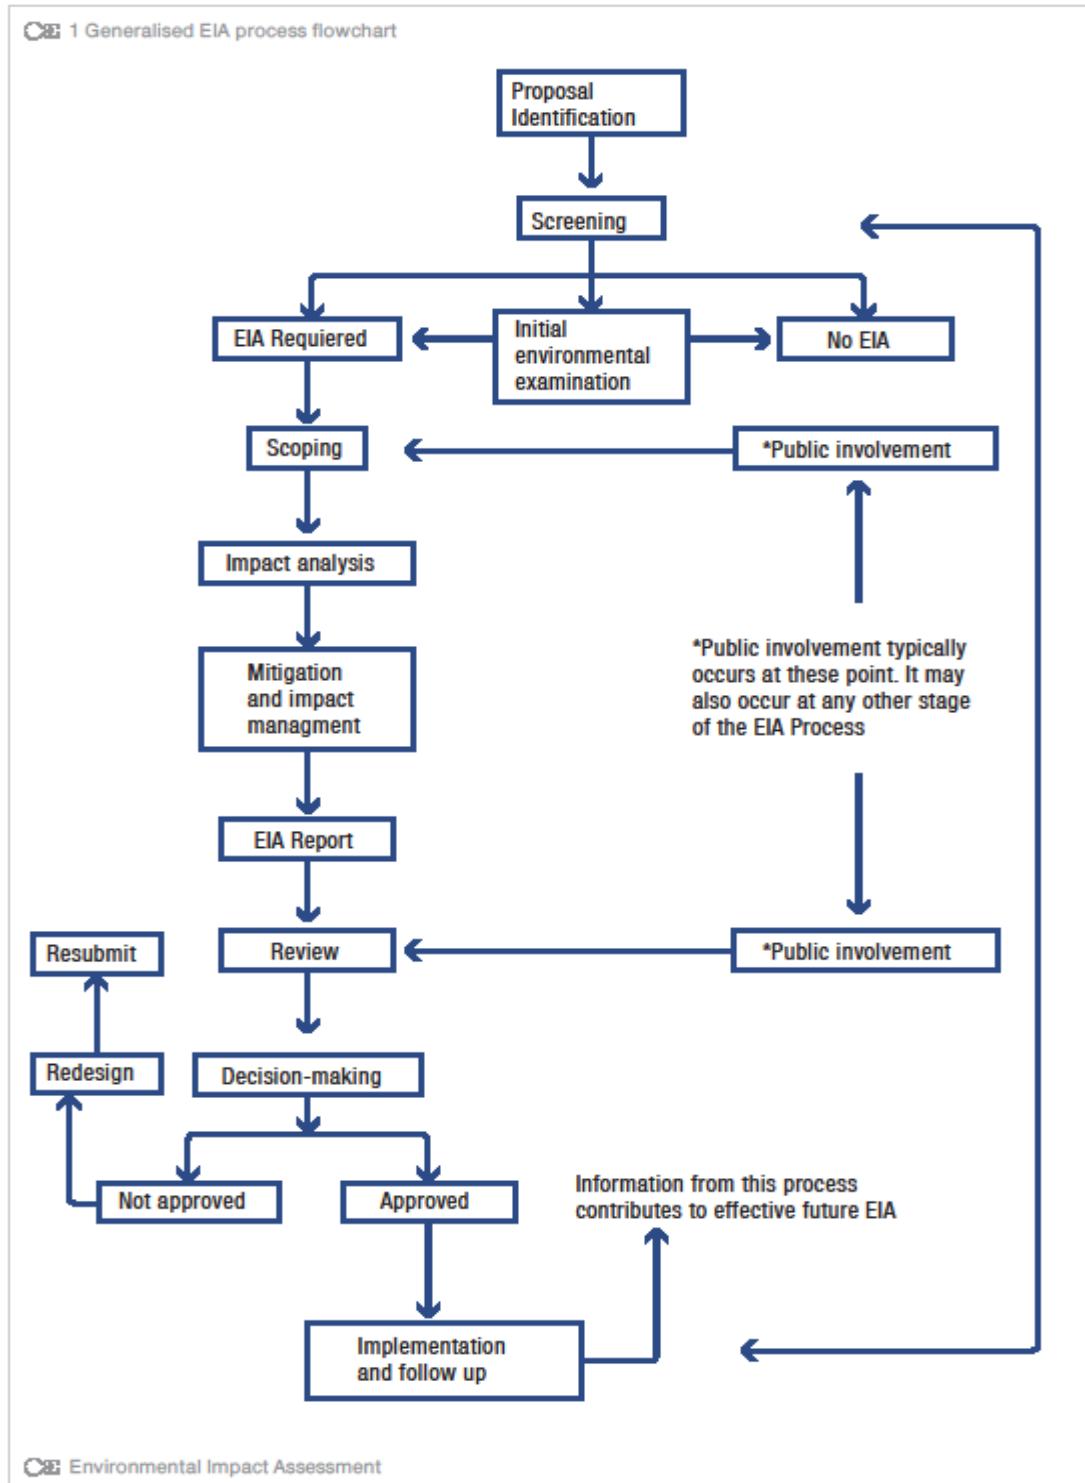 1 Generalised EIA process flowchart
Proposal
Identification
Screening
EIA Requiered
Initial
environmental
examination
No EIA
Scoping
*Public involvement
Impact analysis
*Public involvement typically
occurs at these point. It may
also occur at any other stage
of the EIA Process
Mitigation
and impact
managment
EIA Report
Review
*Public involvement
Resubmit
Redesign
Decision-making
Not approved
Approved
Information from this process
contributes to effective future EIA
Implementation
and follow up
Environmental Impact Assessment